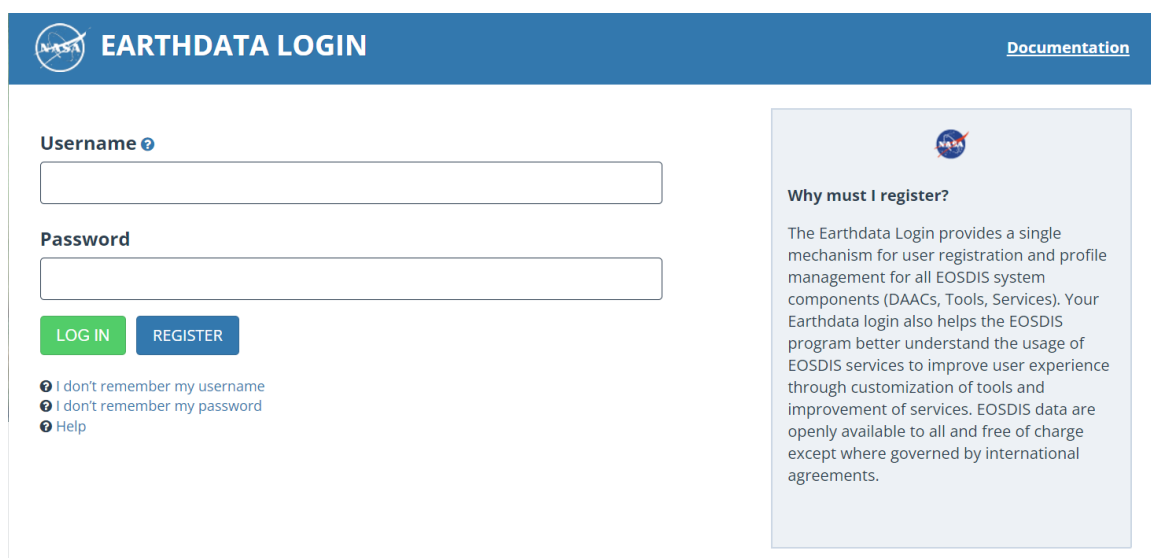 NASA
EARTHDATA LOGIN
Documentation
Username
Password
LOG IN
REGISTER
I don't remember my username
I don't remember my password
Help
NASA
Why must I register?
The Earthdata Login provides a single
mechanism for user registration and profile
management for all EOSDIS system
components (DAACs, Tools, Services). Your
Earthdata login also helps the EOSDIS
program better understand the usage of
EOSDIS services to improve user experience
through customization of tools and
improvement of services. EOSDIS data are
openly available to all and free of charge
except where governed by international
agreements.